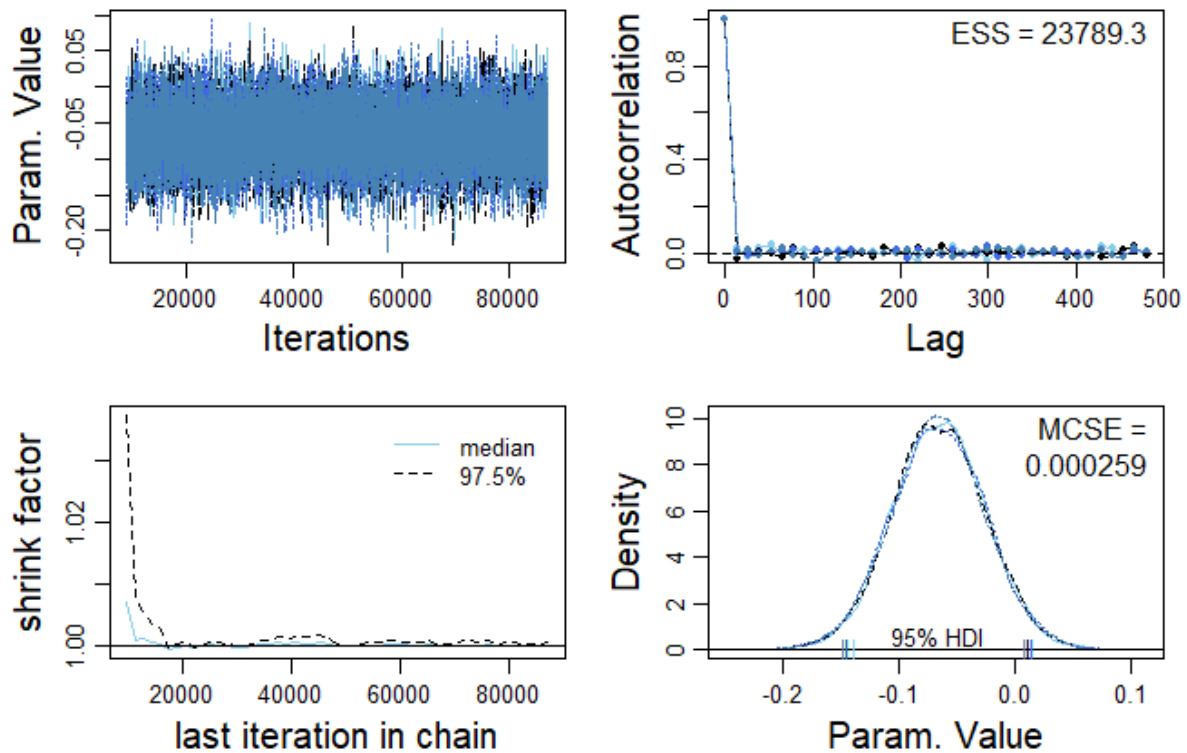 Param. Value
0.05
-0.05
-0.20
20000 40000 60000 80000
Iterations
Autocorrelation
0.8
0.4
0.0
ESS = 23789.3
0 100 200 300 400 500
Lag
shrink factor
1.02
1.00
median
97.5%
20000 40000 60000 80000
last iteration in chain
Density
10
8
6
4
2
0
MCSE =
0.000259
95% HDI
-0.2 -0.1 0.0 0.1
Param. Value